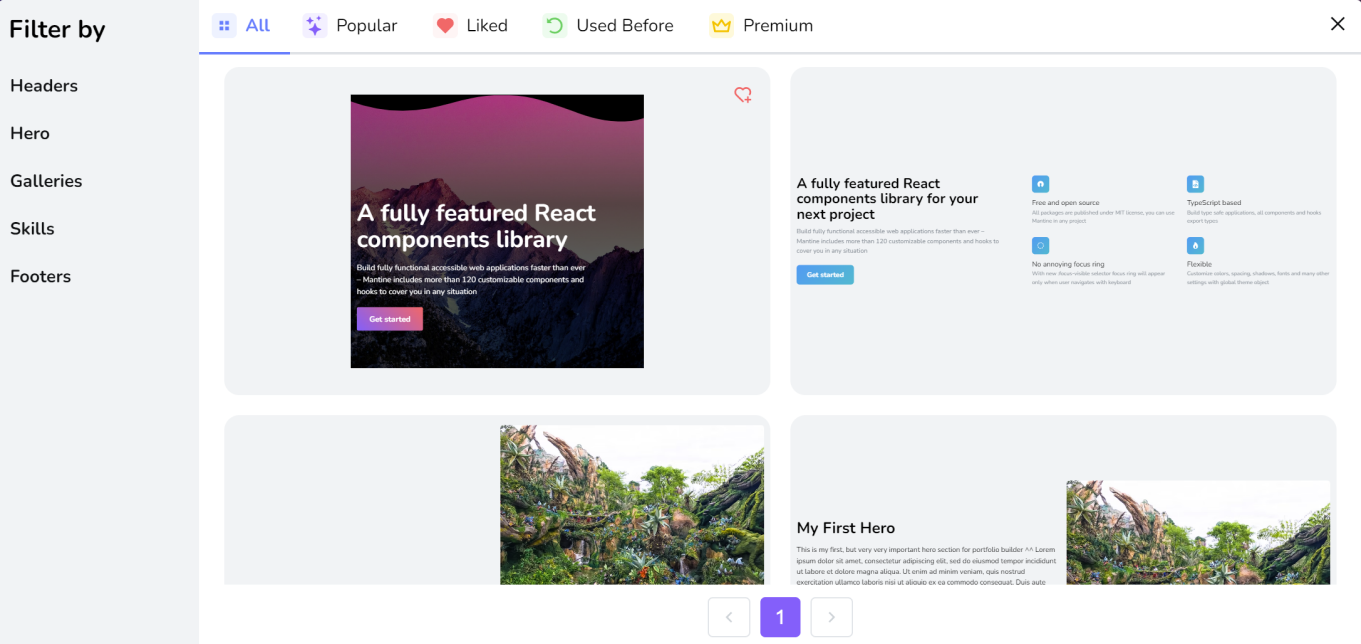 Filter by
Headers
Hero
Galleries
Skills
Footers
All
Popular
Liked
Used Before
Premium
A fully featured React
components library
Build fully functional accessible web applications faster than ever
– Mantine includes more than 120 customizable components and
hooks to cover you in any situation
Get started
A fully featured React
components library for your
next project
Build fully functional accessible web applications faster than ever –
Mantine includes more than 120 customizable components and hooks to
cover you in any situation
Get started
Free and open source
All packages are published under MIT license, you can use
Mantine in any project
TypeScript based
Build type safe applications, all components and hooks
export types
No annoying focus ring
With new :focus-visible selector focus ring will appear
only when user navigates with keyboard
Flexible
Customize colors, spacing, shadows, fonts and many other
settings with global theme object
My First Hero
This is my first, but very very important hero section for portfolio builder ^^ Lorem
ipsum dolor sit amet, consectetur adipiscing elit, sed do eiusmod tempor incididunt
ut labore et dolore magna aliqua. Ut enim ad minim veniam, quis nostrud
exercitation ullamco laboris nisi ut aliquip ex ea commodo consequat. Duis aute
1